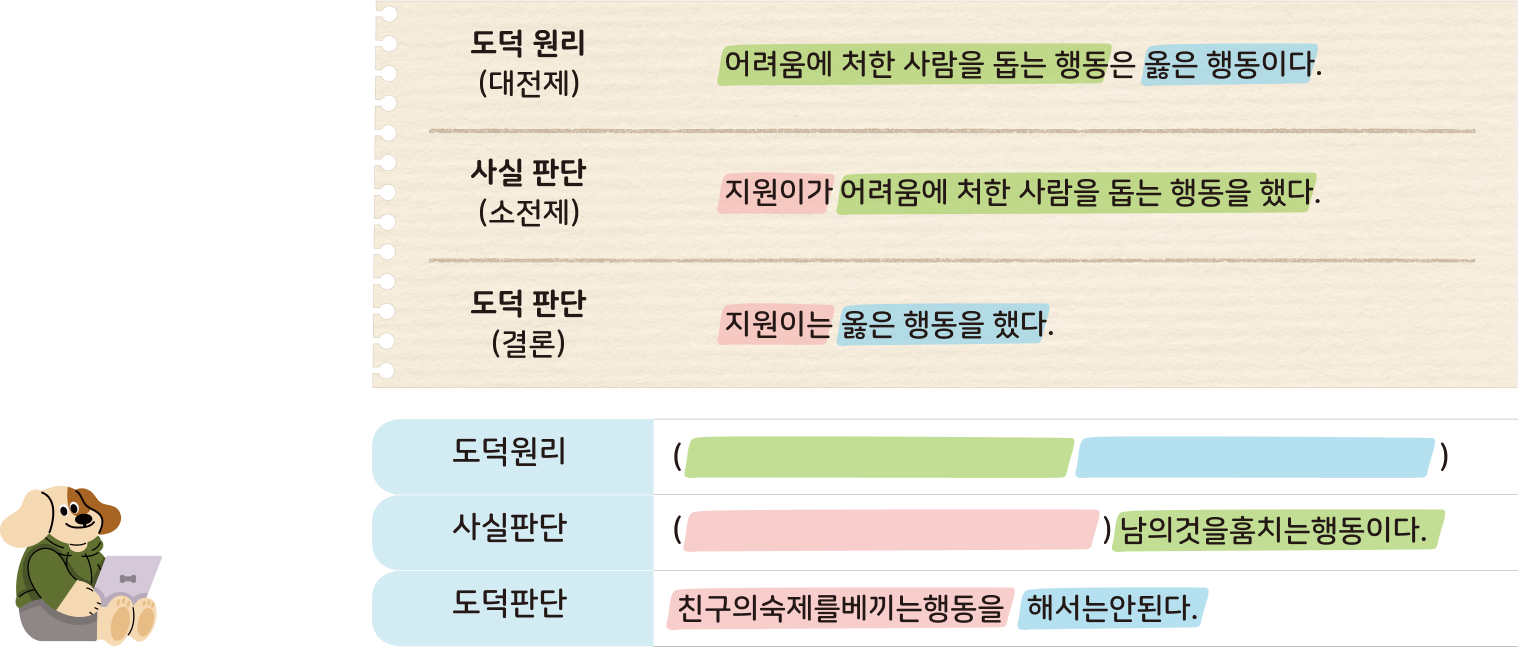 도덕 원리
(대전제)
어려움에 처한 사람을 돕는 행동은 옳은 행동이다.
사실 판단
(소전제)
지원이가 어려움에 처한 사람을 돕는 행동을 했다.
도덕 판단
(결론)
지원이는 옳은 행동을 했다.
도덕원리
( )
사실판단
( ) 남의것을훔치는행동이다.
도덕판단
친구의숙제를베끼는행동을 해서는안된다.